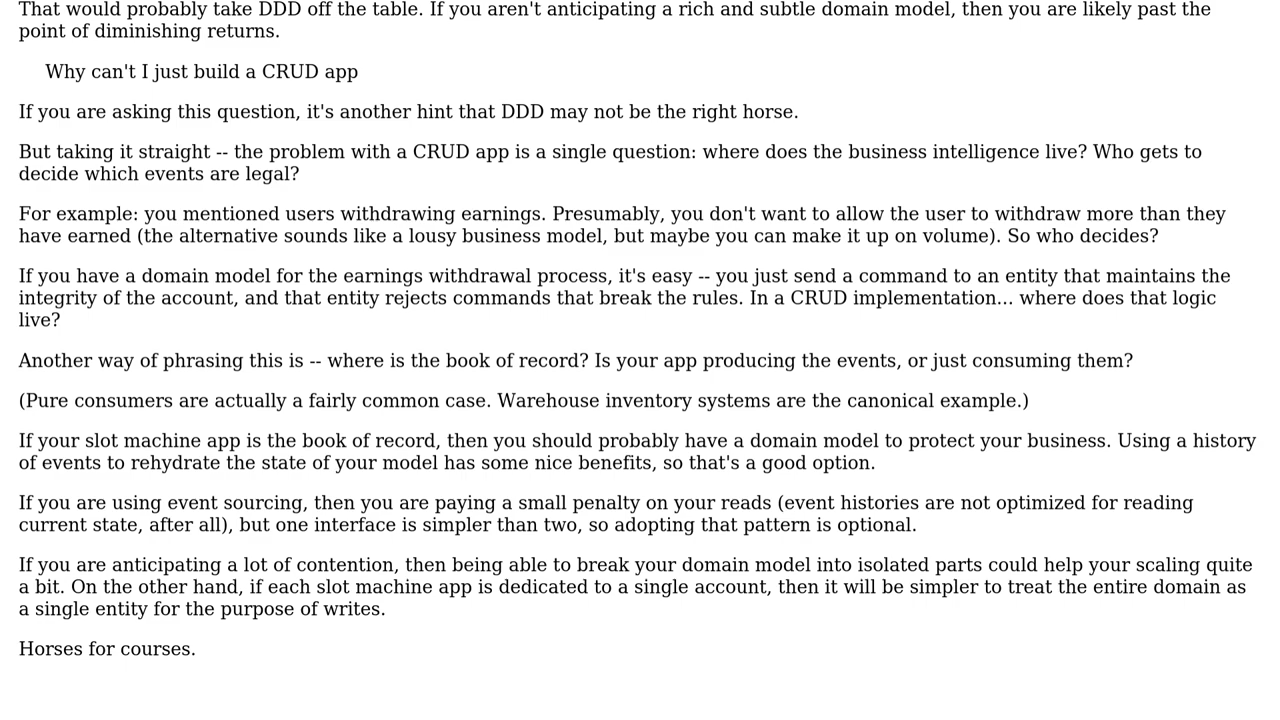 That would probably take DDD off the table. If you aren't anticipating a rich and subtle domain model, then you are likely past the
point of diminishing returns.
Why can't I just build a CRUD app
If you are asking this question, it's another hint that DDD may not be the right horse.
But taking it straight -- the problem with a CRUD app is a single question: where does the business intelligence live? Who gets to
decide which events are legal?
For example: you mentioned users withdrawing earnings. Presumably, you don't want to allow the user to withdraw more than they
have earned (the alternative sounds like a lousy business model, but maybe you can make it up on volume). So who decides?
If you have a domain model for the earnings withdrawal process, it's easy -- you just send a command to an entity that maintains the
integrity of the account, and that entity rejects commands that break the rules. In a CRUD implementation... where does that logic
live?
Another way of phrasing this is -- where is the book of record? Is your app producing the events, or just consuming them?
(Pure consumers are actually a fairly common case. Warehouse inventory systems are the canonical example.)
If your slot machine app is the book of record, then you should probably have a domain model to protect your business. Using a history
of events to rehydrate the state of your model has some nice benefits, so that's a good option.
If you are using event sourcing, then you are paying a small penalty on your reads (event histories are not optimized for reading
current state, after all), but one interface is simpler than two, so adopting that pattern is optional.
If you are anticipating a lot of contention, then being able to break your domain model into isolated parts could help your scaling quite
a bit. On the other hand, if each slot machine app is dedicated to a single account, then it will be simpler to treat the entire domain as
a single entity for the purpose of writes.
Horses for courses.